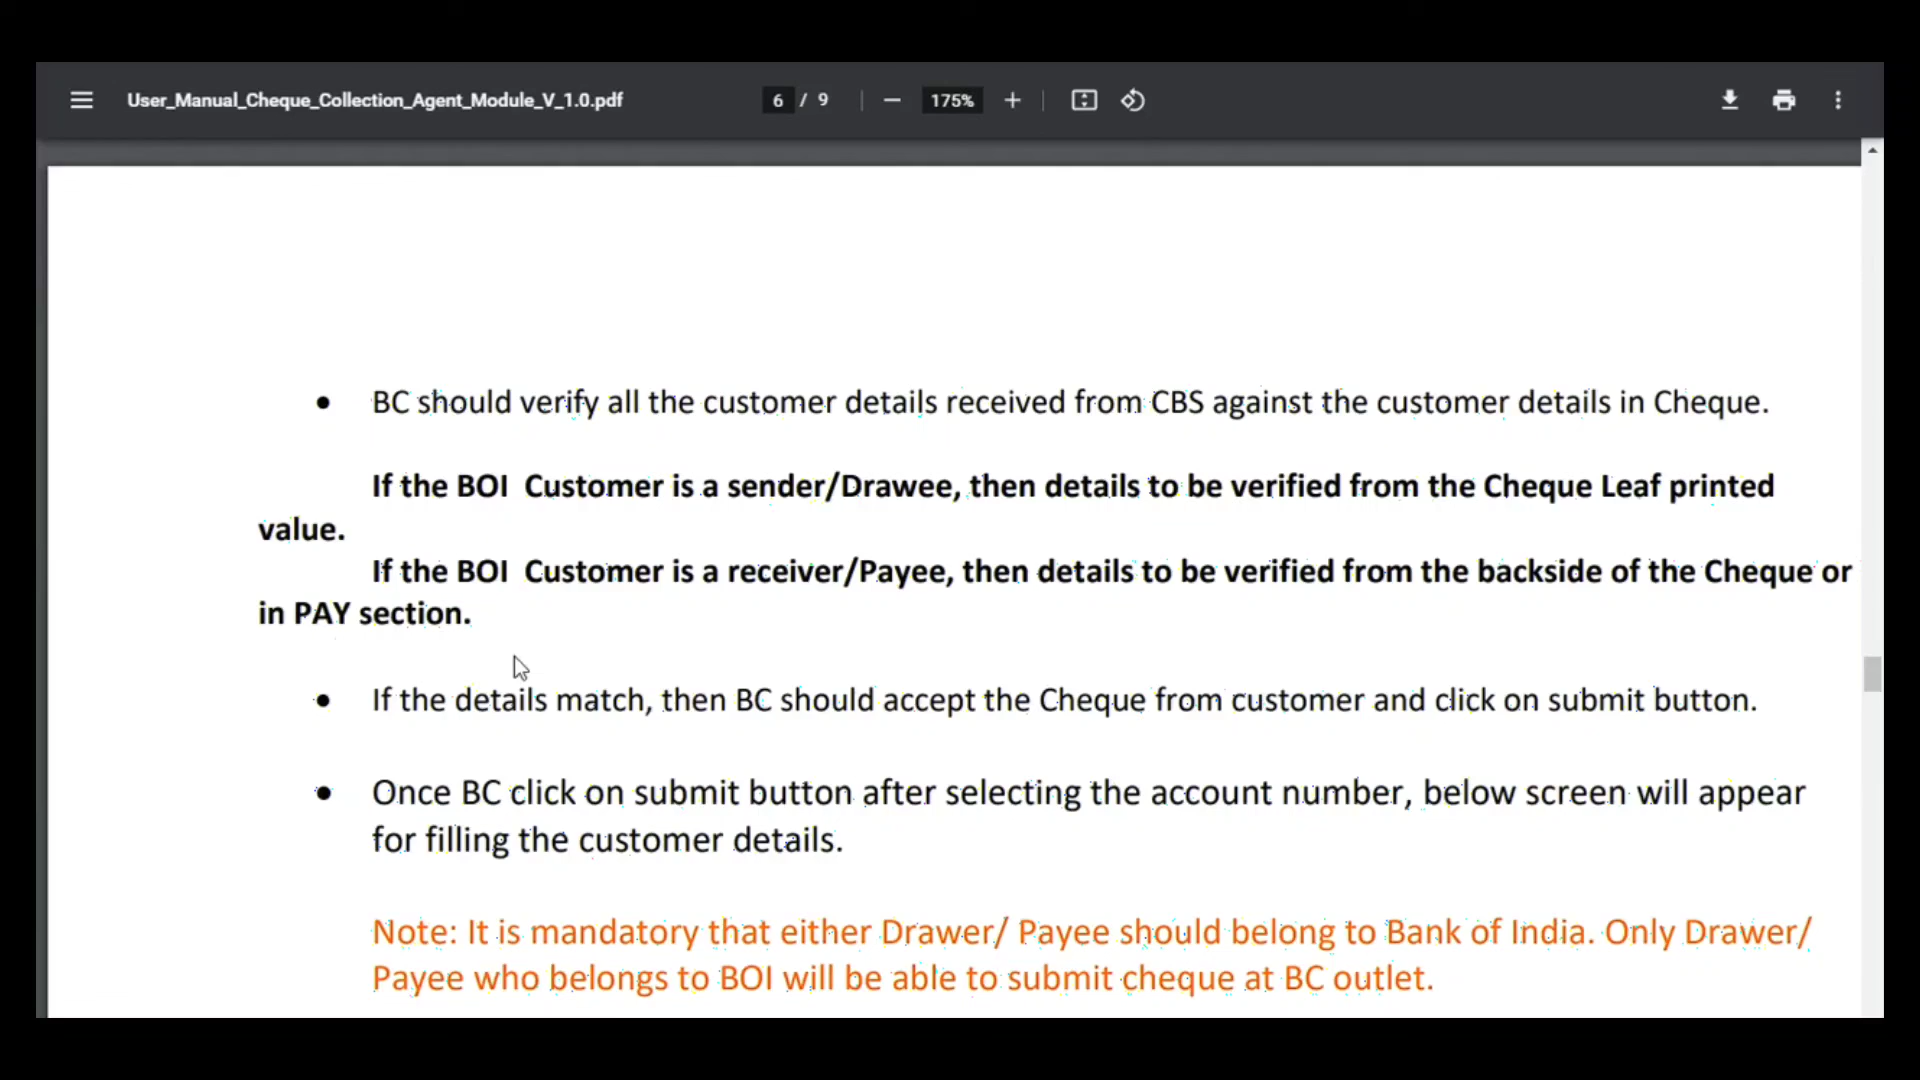 User_Manual_Cheque_Collection_Agent_Module_V_1.0.pdf 6 / 9 175%
• BC should verify all the customer details received from CBS against the customer details in Cheque.
If the BOI Customer is a sender/Drawee, then details to be verified from the Cheque Leaf printed
value.
If the BOI Customer is a receiver/Payee, then details to be verified from the backside of the Cheque or
in PAY section.
• If the details match, then BC should accept the Cheque from customer and click on submit button.
• Once BC click on submit button after selecting the account number, below screen will appear
for filling the customer details.
Note: It is mandatory that either Drawer/ Payee should belong to Bank of India. Only Drawer/
Payee who belongs to BOI will be able to submit cheque at BC outlet.